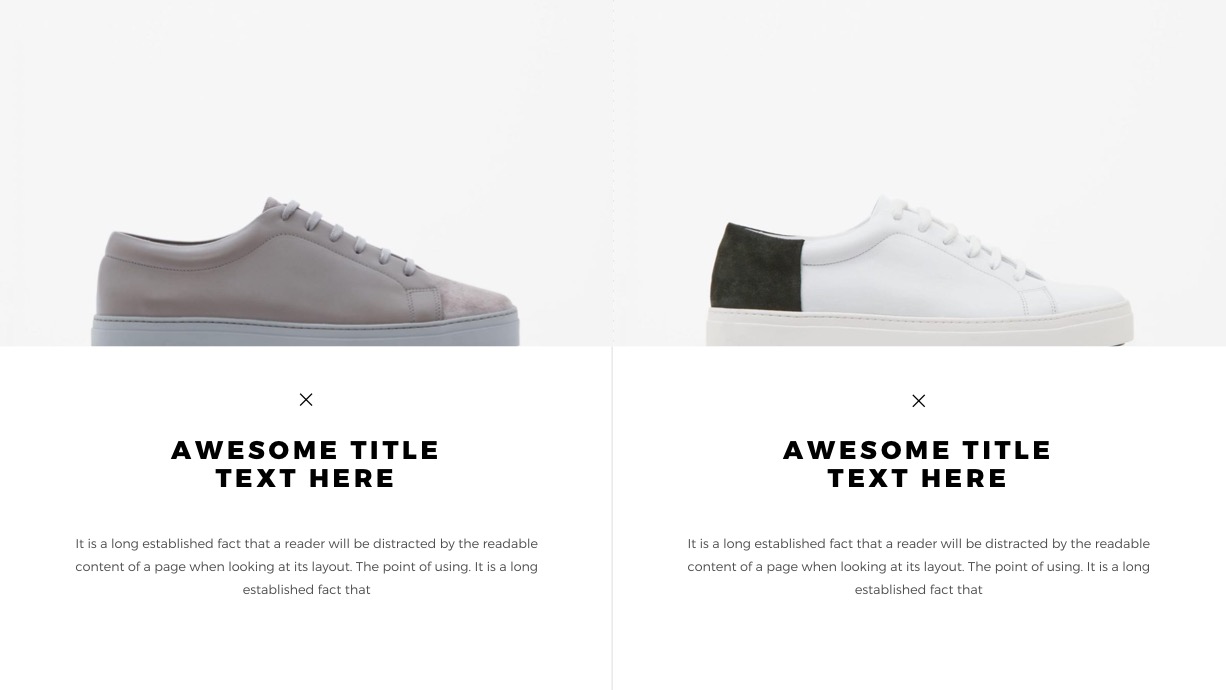 AWESOME TITLE
TEXT HERE
It is a long established fact that a reader will be distracted by the readable
content of a page when looking at its layout. The point of using. It is a long
established fact that
AWESOME TITLE
TEXT HERE
It is a long established fact that a reader will be distracted by the readable
content of a page when looking at its layout. The point of using. It is a long
established fact that